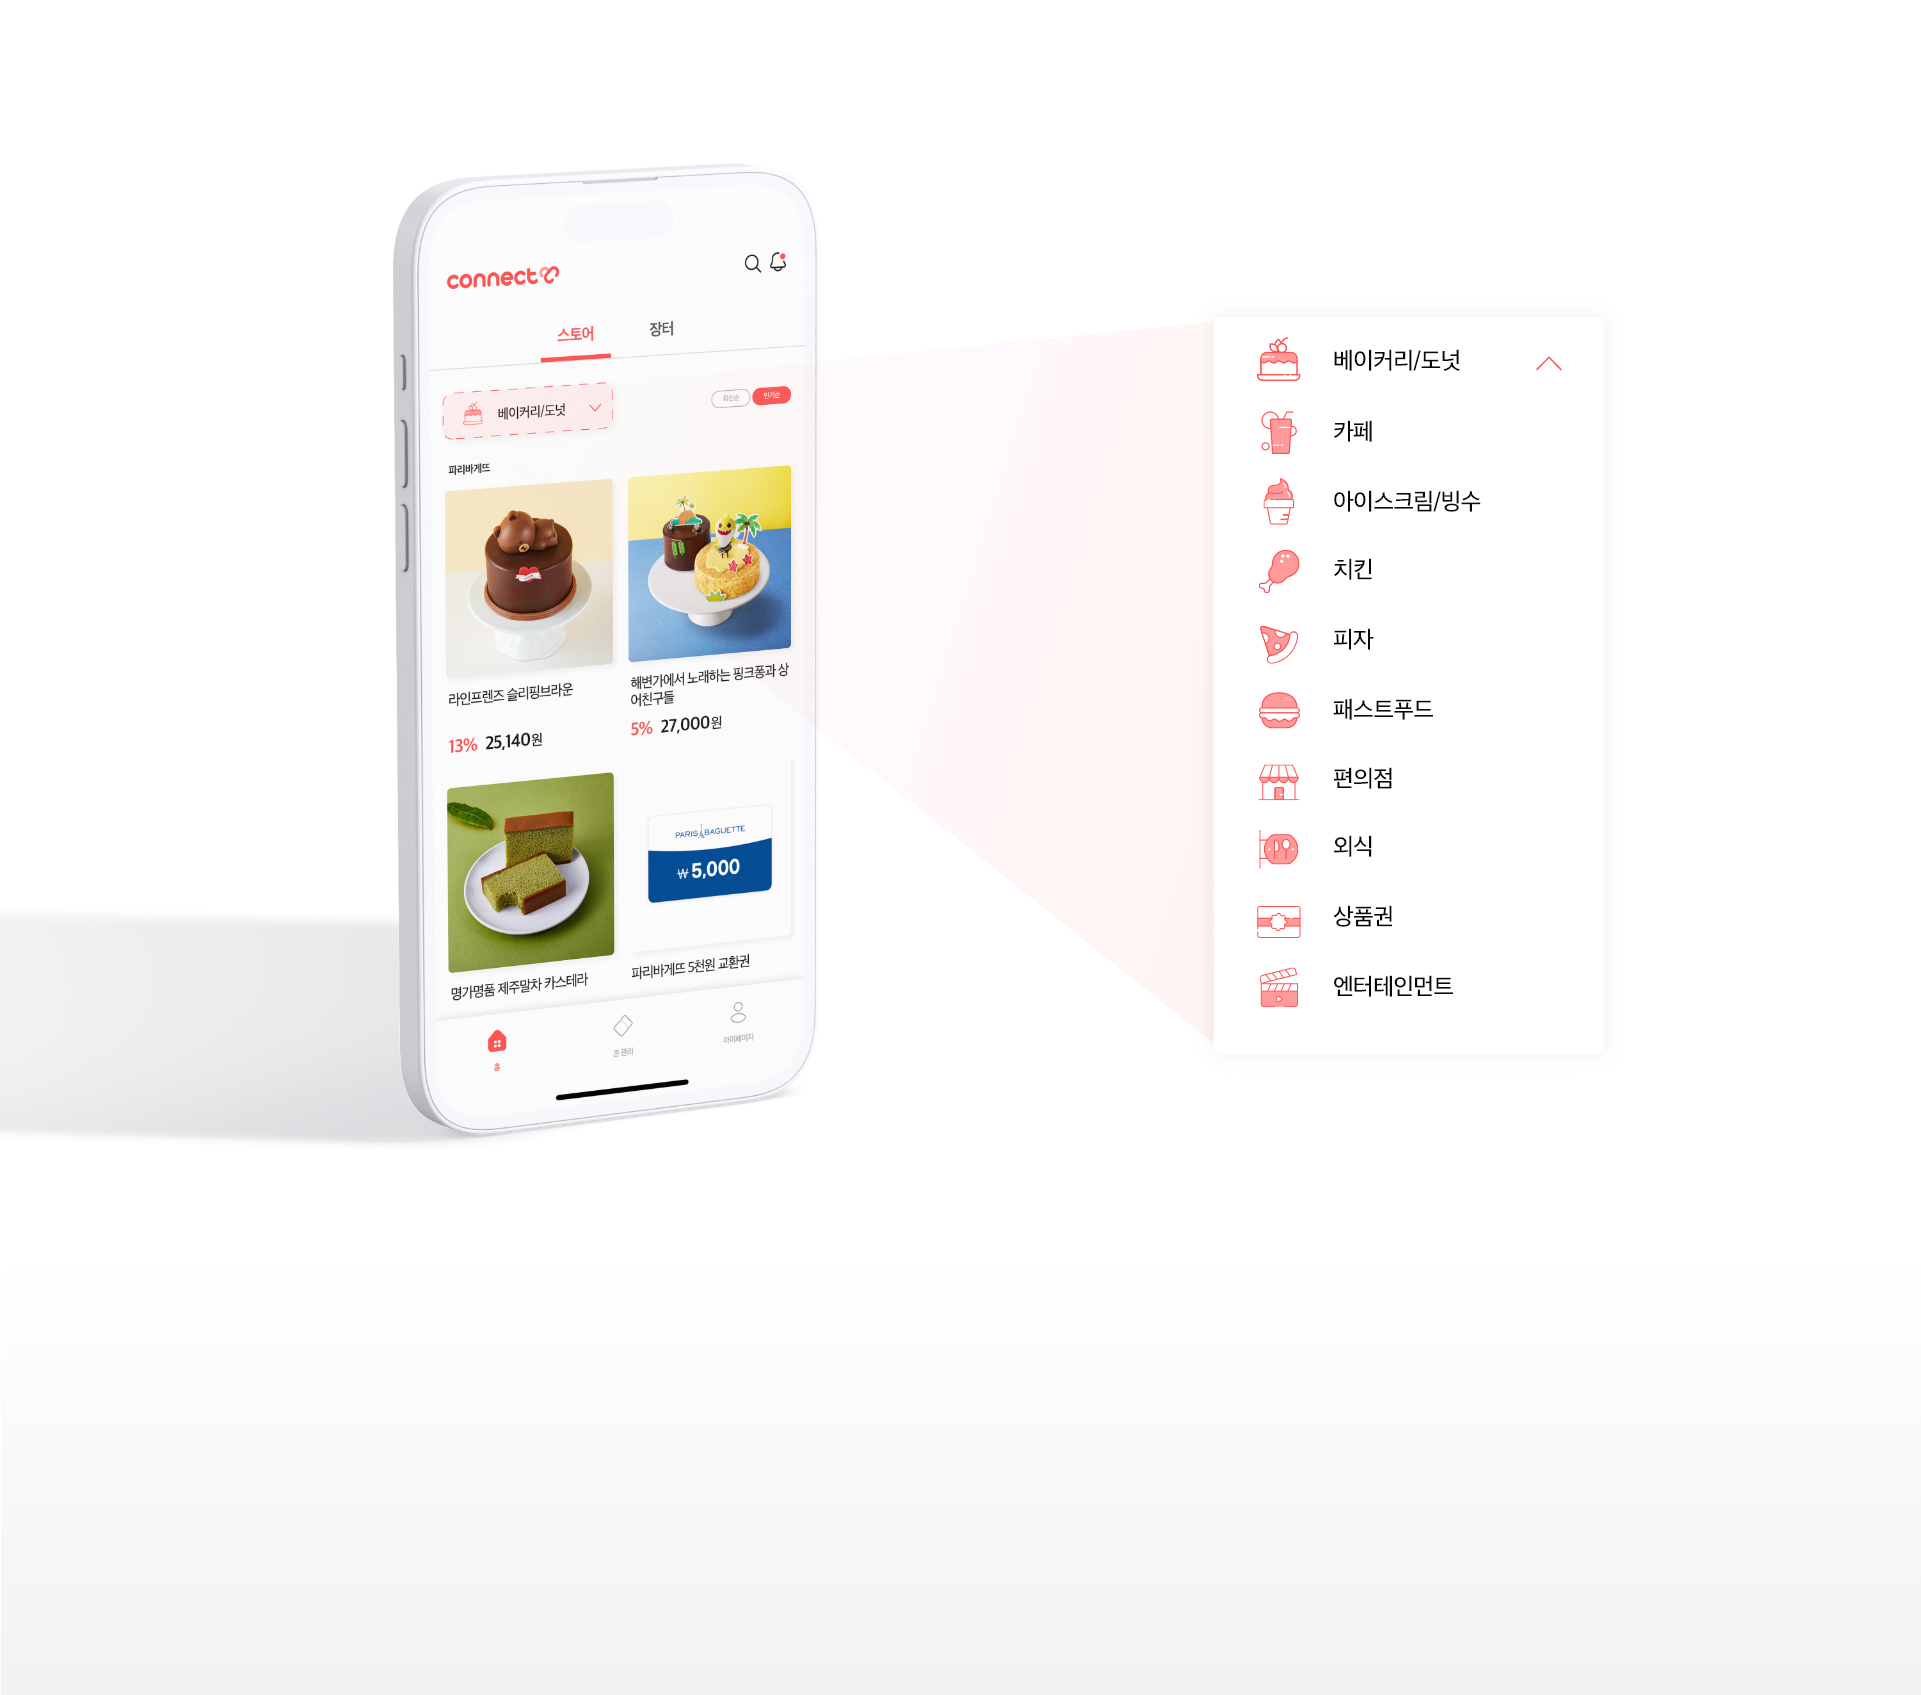 connect
스토어
장터
베이커리/도넛
최신순
인기순
파리바게뜨
라인프렌즈 슬리핑브라운
13% 25,140원
해변가에서 노래하는 핑크퐁과 상
어친구들
5% 27,000원
PARIS BAGUETTE
₩ 5,000
명가명품 제주말차 카스테라
파리바게뜨 5천원 교환권
홈
콘 관리
마이페이지
베이커리/도넛
카페
아이스크림/빙수
치킨
피자
패스트푸드
편의점
외식
상품권
엔터테인먼트